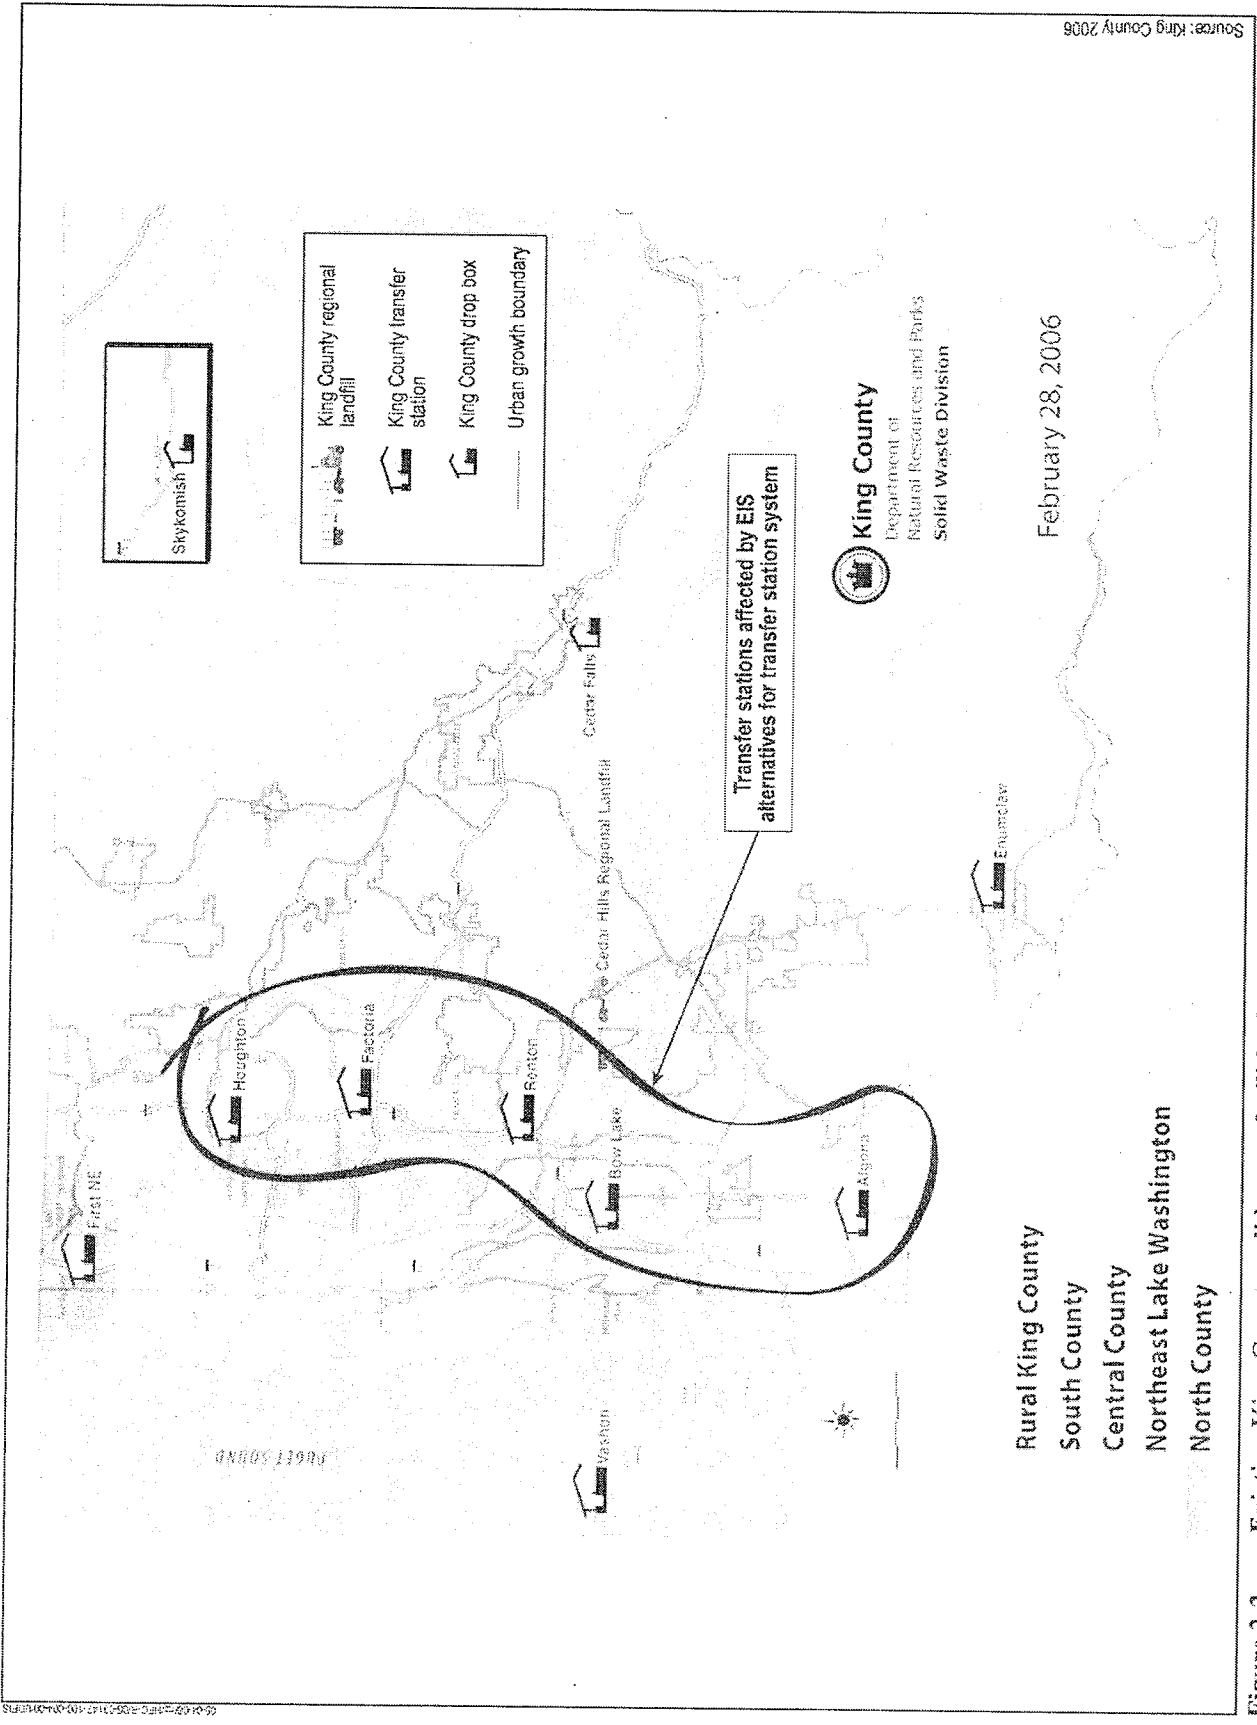 Source: King County 2006
Skykomish
King County regional
landfill
King County transfer
station
King County drop box
Urban growth boundary
First NE
Houghton
Factoria
Renton
Bow Lake
Algona
Vashon
PUGET SOUND
Cedar Falls
Cedar Hills Regional Landfill
Enumclaw
Transfer stations affected by EIS
alternatives for transfer station system
King County
Department of
Natural Resources and Parks
Solid Waste Division
February 28, 2006
Rural King County
South County
Central County
Northeast Lake Washington
North County